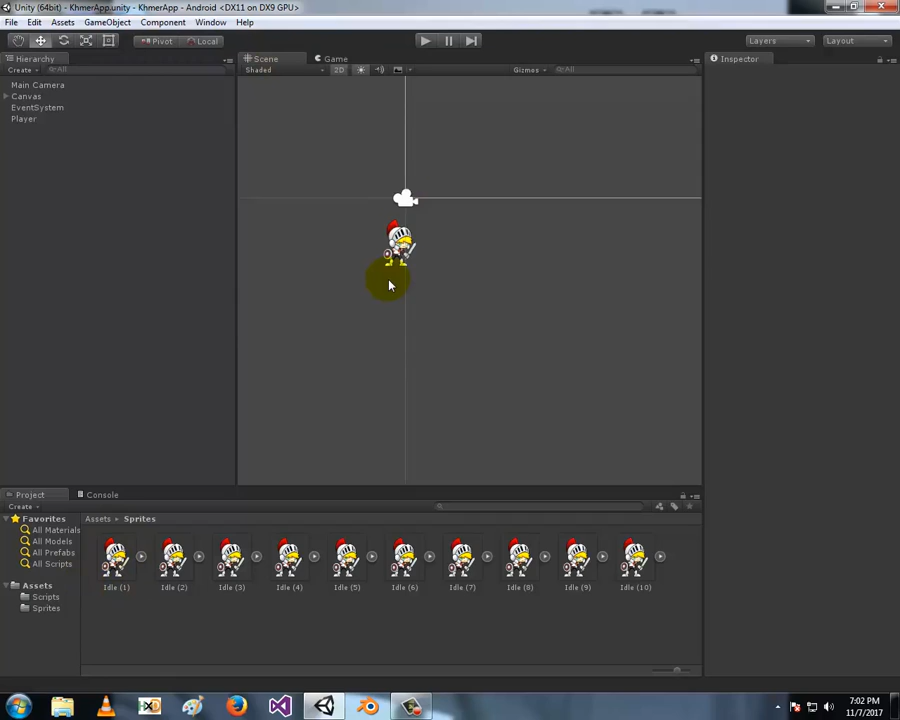 Unity (64bit) - KhmerApp.unity - KhmerApp - Android <DX11 on DX9 GPU>
File Edit Assets GameObject Component Window Help
Pivot Local Layers Layout
Hierarchy Scene Game Inspector
Create All Shaded 2D Gizmos All
Main Camera
Canvas
EventSystem
Player
Project Console
Create
Favorites Assets Sprites
All Materials
All Models
All Prefabs
All Scripts
Assets
Scripts
Sprites
Idle (1) Idle (2) Idle (3) Idle (4) Idle (5) Idle (6) Idle (7) Idle (8) Idle (9) Idle (10)
7:02 PM
11/7/2017